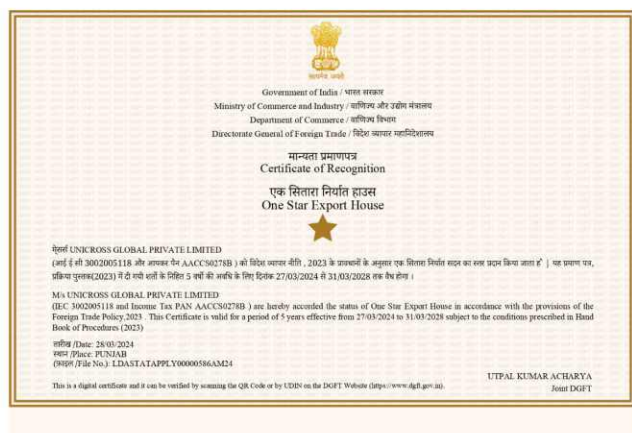 सत्यमेव जयते
Government of India / भारत सरकार
Ministry of Commerce and Industry / वाणिज्य और उद्योग मंत्रालय
Department of Commerce / वाणिज्य विभाग
Directorate General of Foreign Trade / विदेश व्यापार महानिदेशालय
मान्यता प्रमाणपत्र
Certificate of Recognition
एक सितारा निर्यात हाउस
One Star Export House
मेसर्स UNICROSS GLOBAL PRIVATE LIMITED
(आई ई सी 3002005118 और आयकर पैन AACCS0278B ) को विदेश व्यापार नीति , 2023 के प्रावधानों के अनुसार एक सितारा निर्यात सदन का स्तर प्रदान किया जाता है | यह प्रमाण पत्र,
प्रक्रिया पुस्तक(2023) में दी गयी शर्तों के निहित 5 वर्षों की अवधि के लिए दिनांक 27/03/2024 से 31/03/2028 तक वैध होगा ।
M/s UNICROSS GLOBAL PRIVATE LIMITED
(IEC 3002005118 and Income Tax PAN AACCS0278B ) are hereby accorded the status of One Star Export House in accordance with the provisions of the
Foreign Trade Policy,2023 . This Certificate is valid for a period of 5 years effective from 27/03/2024 to 31/03/2028 subject to the conditions prescribed in Hand
Book of Procedures (2023)
तारीख /Date: 28/03/2024
स्थान /Place: PUNJAB
(फ़ाइल /File No.): LDASTATAPPLY00000586AM24
This is a digital certificate and it can be verified by scanning the QR Code or by UDIN on the DGFT Website (https://www.dgft.gov.in).
UTPAL KUMAR ACHARYA
Joint DGFT